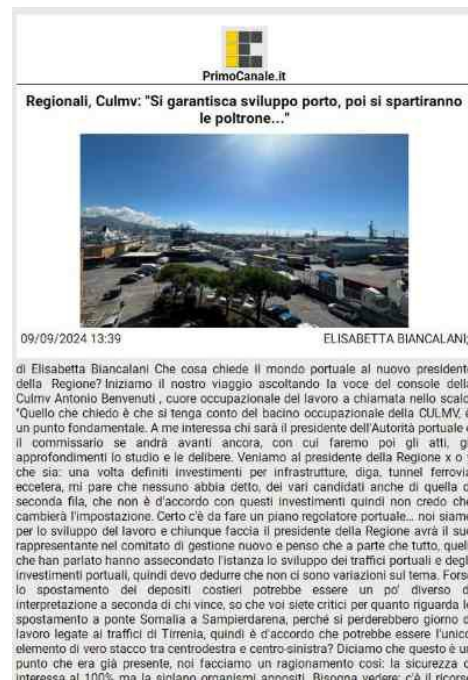 PrimoCanale.it
Regionali, Culmv: "Si garantisca sviluppo porto, poi si spartiranno
le poltrone..."
09/09/2024 13:39 ELISABETTA BIANCALANI;
di Elisabetta Biancalani Che cosa chiede il mondo portuale al nuovo presidente
della Regione? Iniziamo il nostro viaggio ascoltando la voce del console della
Culmv Antonio Benvenuti , cuore occupazionale del lavoro a chiamata nello scalo.
"Quello che chiedo è che si tenga conto del bacino occupazionale della CULMV, è
un punto fondamentale. A me interessa chi sarà il presidente dell'Autorità portuale o
il commissario se andrà avanti ancora, con cui faremo poi gli atti, gli
approfondimenti lo studio e le delibere. Veniamo al presidente della Regione x o y
che sia: una volta definiti investimenti per infrastrutture, diga, tunnel ferrovia
eccetera, mi pare che nessuno abbia detto, dei vari candidati anche di quella di
seconda fila, che non è d'accordo con questi investimenti quindi non credo che
cambierà l'impostazione. Certo c'è da fare un piano regolatore portuale... noi siamo
per lo sviluppo del lavoro e chiunque faccia il presidente della Regione avrà il suo
rappresentante nel comitato di gestione nuovo e penso che a parte che tutto, quelli
che han parlato hanno assecondato l'istanza lo sviluppo dei traffici portuali e degli
investimenti portuali, quindi devo dedurre che non ci sono variazioni sul tema. Forse
lo spostamento dei depositi costieri potrebbe essere un po' diverso di
interpretazione a seconda di chi vince, so che voi siete critici per quanto riguarda lo
spostamento a ponte Somalia a Sampierdarena, perché si perderebbero giorno di
lavoro legate ai traffici di Tirrenia, quindi è d'accordo che potrebbe essere l'unico
elemento di vero stacco tra centrodestra e centro-sinistra? Diciamo che questo è un
punto che era già presente, noi facciamo un ragionamento così: la sicurezza ci
interessa al 100% ma la siglano organismi appositi. Bisogna vedere: c'è il ricorso